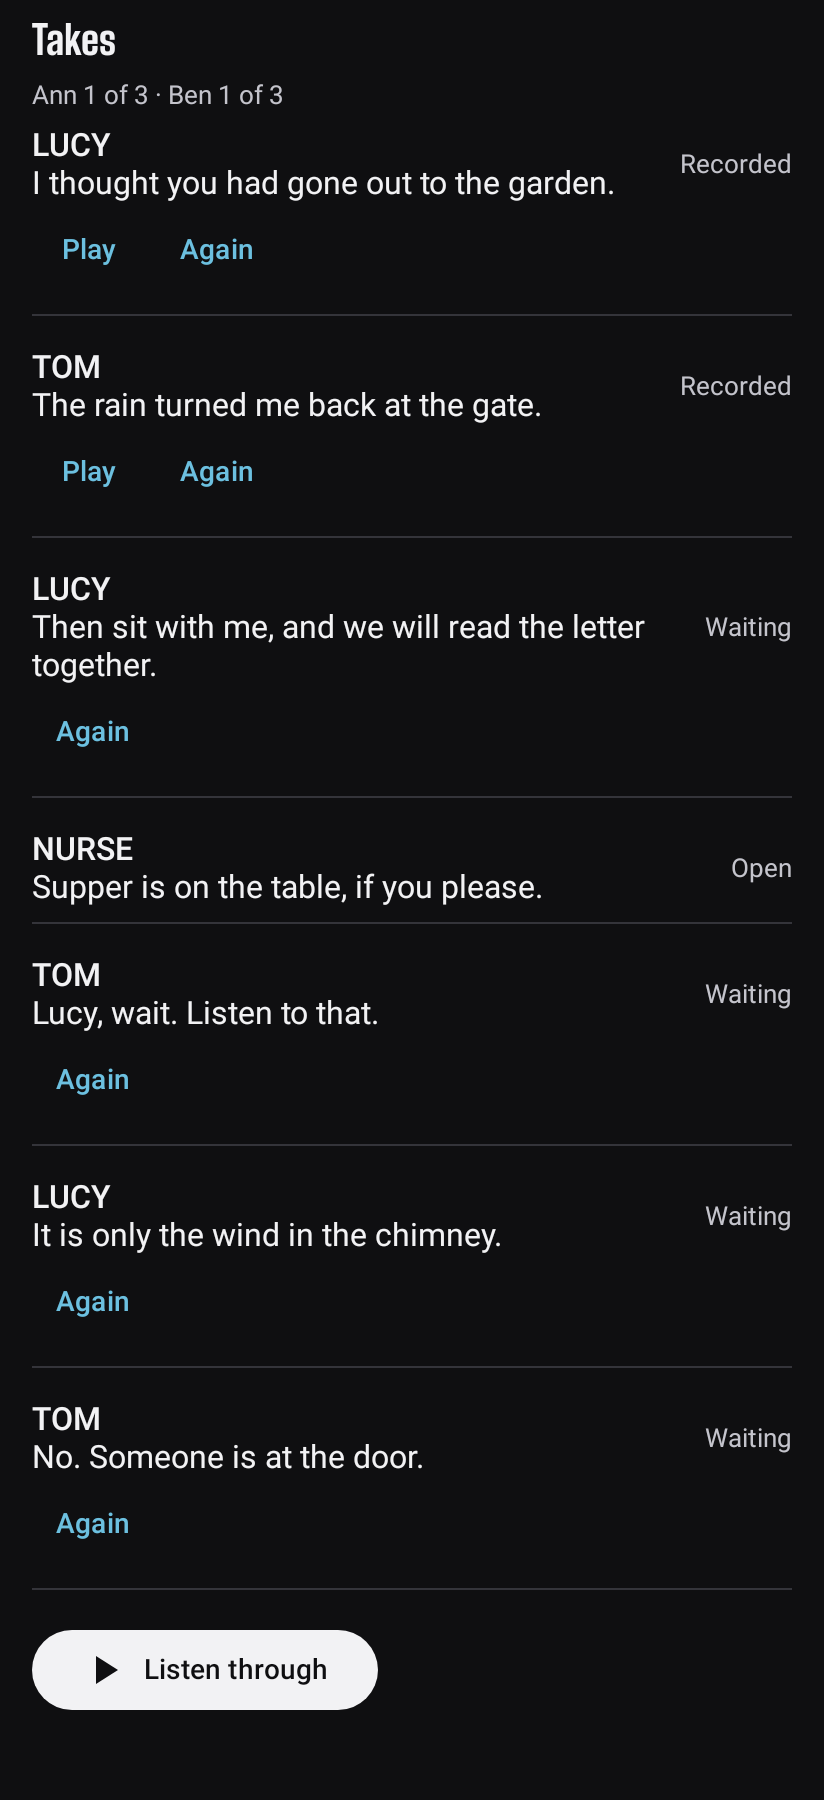 Takes
Ann 1 of 3 · Ben 1 of 3
LUCY
I thought you had gone out to the garden.
Recorded
Play
Again
TOM
The rain turned me back at the gate.
Recorded
Play
Again
LUCY
Then sit with me, and we will read the letter
together.
Waiting
Again
NURSE
Supper is on the table, if you please.
Open
TOM
Lucy, wait. Listen to that.
Waiting
Again
LUCY
It is only the wind in the chimney.
Waiting
Again
TOM
No. Someone is at the door.
Waiting
Again
Listen through